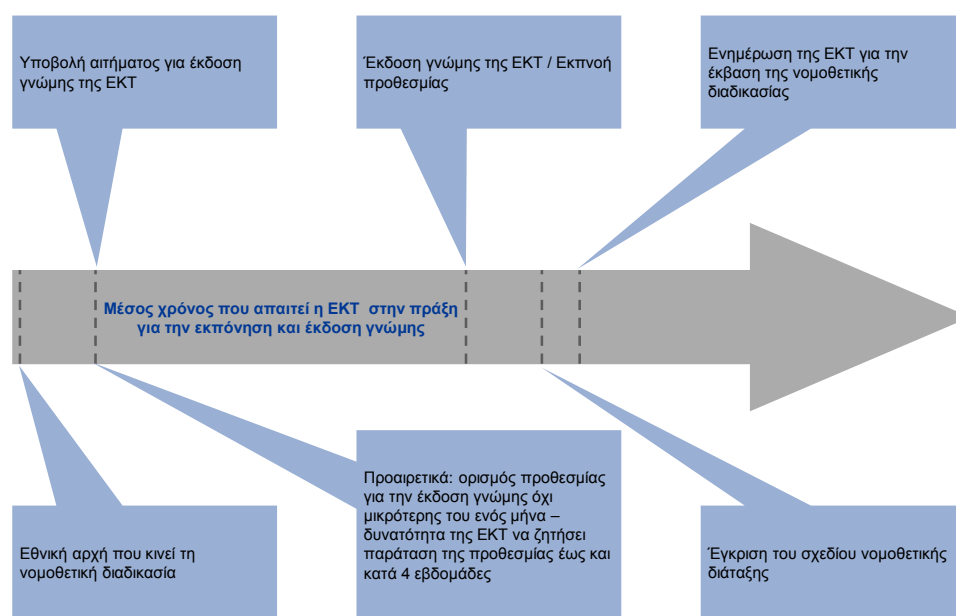 Υποβολή αιτήματος για έκδοση
γνώμης της ΕΚΤ
Έκδοση γνώμης της ΕΚΤ / Εκπνοή
προθεσμίας
Ενημέρωση της ΕΚΤ για την
έκβαση της νομοθετικής
διαδικασίας
Μέσος χρόνος που απαιτεί η ΕΚΤ στην πράξη
για την εκπόνηση και έκδοση γνώμης
Εθνική αρχή που κινεί τη
νομοθετική διαδικασία
Προαιρετικά: ορισμός προθεσμίας
για την έκδοση γνώμης όχι
μικρότερης του ενός μήνα –
δυνατότητα της ΕΚΤ να ζητήσει
παράταση της προθεσμίας έως και
κατά 4 εβδομάδες
Έγκριση του σχεδίου νομοθετικής
διάταξης